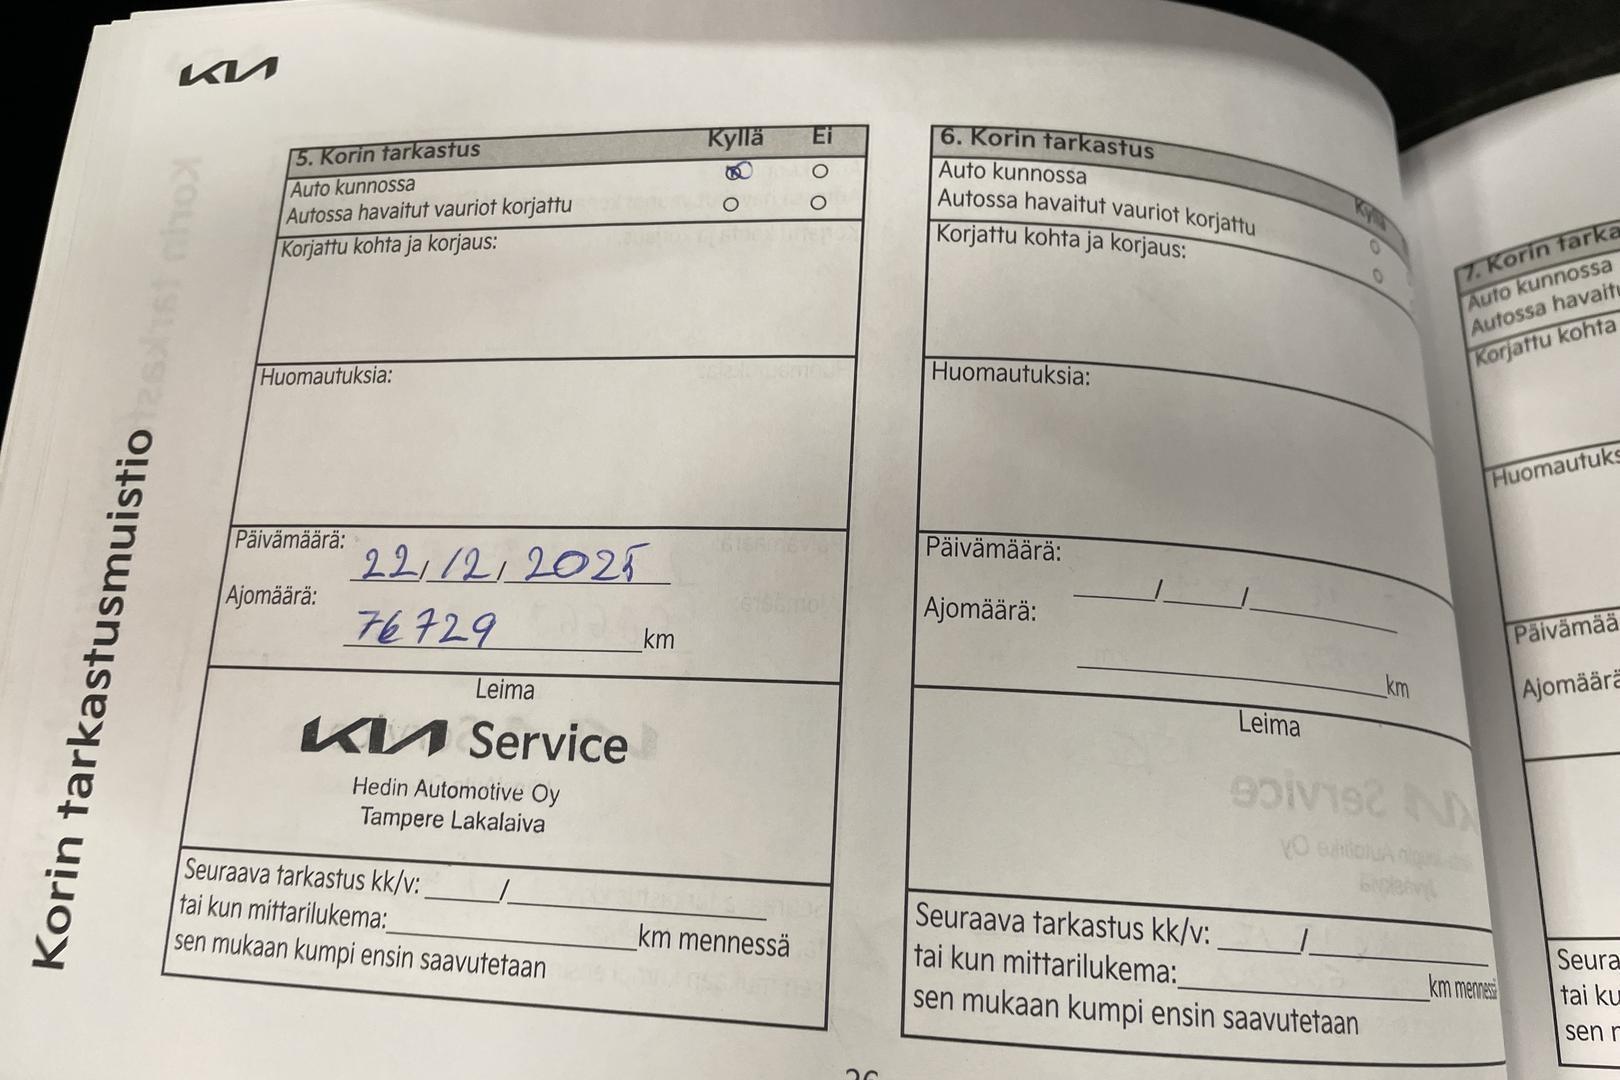 KIA
Korin tarkastusmuistio
5. Korin tarkastus Kyllä Ei
Auto kunnossa
Autossa havaitut vauriot korjattu
Korjattu kohta ja korjaus:
Huomautuksia:
Päivämäärä: 22/12/2025
Ajomäärä: 76729 km
Leima
KIA Service
Hedin Automotive Oy
Tampere Lakalaiva
Seuraava tarkastus kk/v: /
tai kun mittarilukema: km mennessä
sen mukaan kumpi ensin saavutetaan
6. Korin tarkastus Kyllä
Auto kunnossa
Autossa havaitut vauriot korjattu
Korjattu kohta ja korjaus:
Huomautuksia:
Päivämäärä: / /
Ajomäärä: km
Leima
Seuraava tarkastus kk/v: /
tai kun mittarilukema: km mennessä
sen mukaan kumpi ensin saavutetaan
7. Korin tarka
Auto kunnossa
Autossa havait
Korjattu kohta
Huomautuks
Päivämää
Ajomäärä
Seura
tai ku
sen